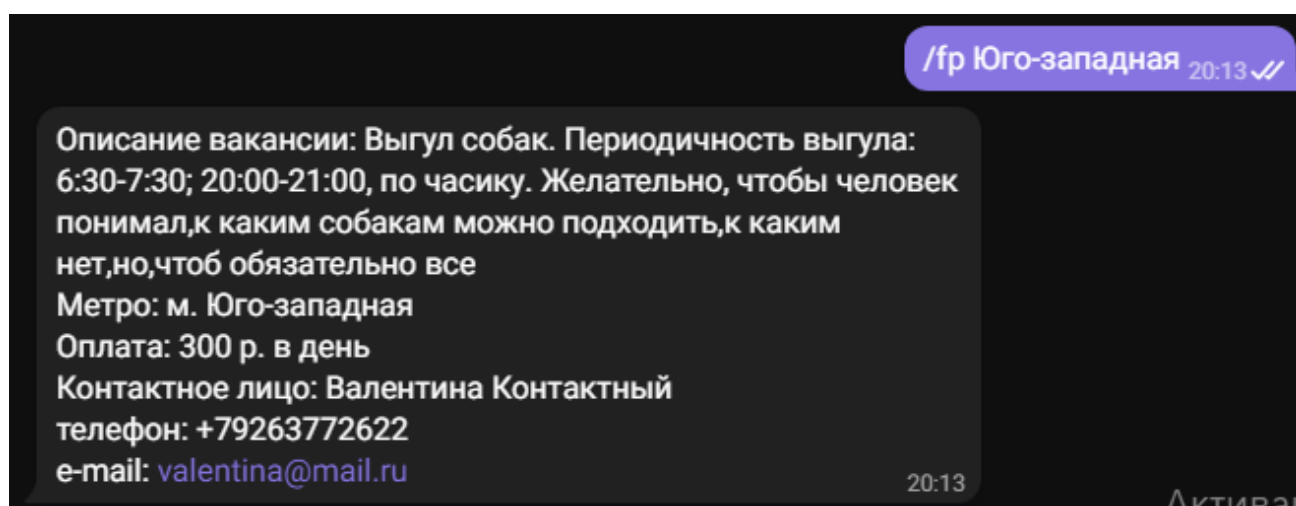 /fp Юго-западная 20:13
Описание вакансии: Выгул собак. Периодичность выгула:
6:30-7:30; 20:00-21:00, по часику. Желательно, чтобы человек
понимал,к каким собакам можно подходить,к каким
нет,но,чтоб обязательно все
Метро: м. Юго-западная
Оплата: 300 р. в день
Контактное лицо: Валентина Контактный
телефон: +79263772622
e-mail: valentina@mail.ru
20:13